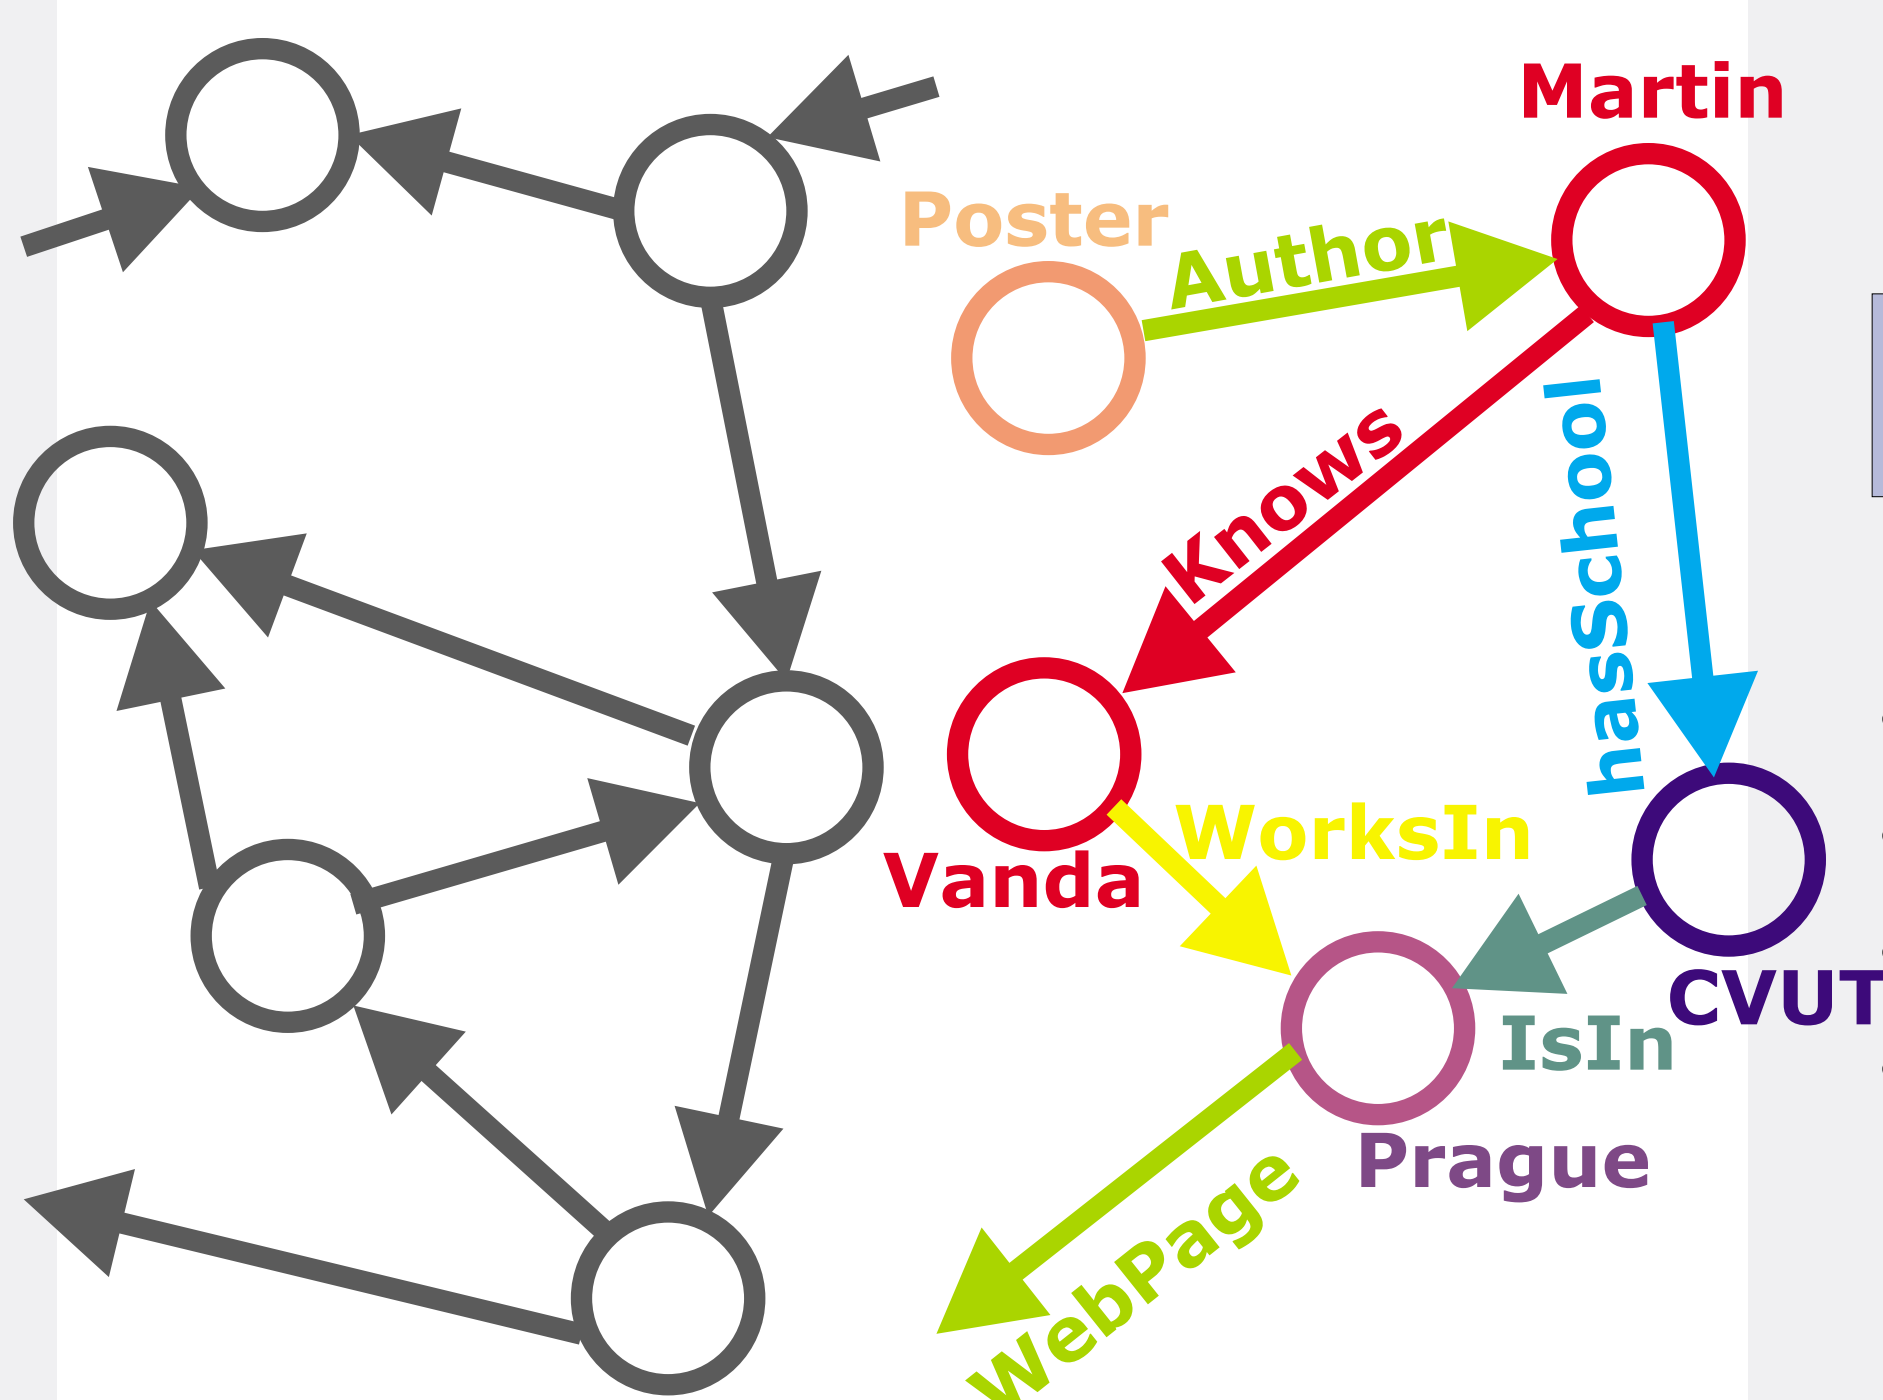 Martin
Poster
Author
Knows
hasSchool
WorksIn
Vanda
CVUT
IsIn
Prague
WebPage